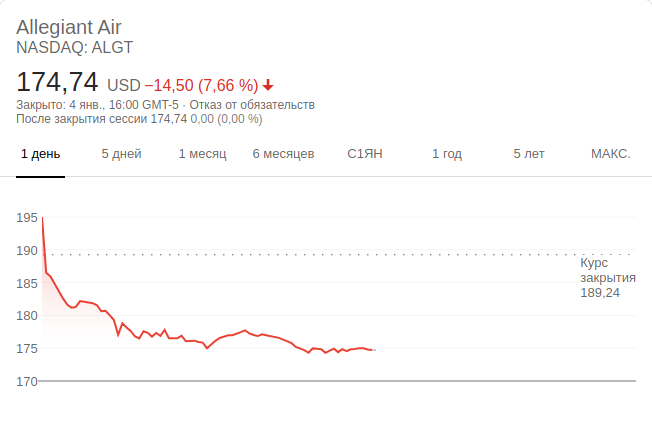 Allegiant Air
NASDAQ: ALGT
174,74 USD −14,50 (7,66 %)
Закрыто: 4 янв., 16:00 GMT-5 · Отказ от обязательств
После закрытия сессии 174,74 0,00 (0,00 %)
1 день 5 дней 1 месяц 6 месяцев С1ЯН 1 год 5 лет МАКС.
195
190
Курс
закрытия
189,24
185
180
175
170